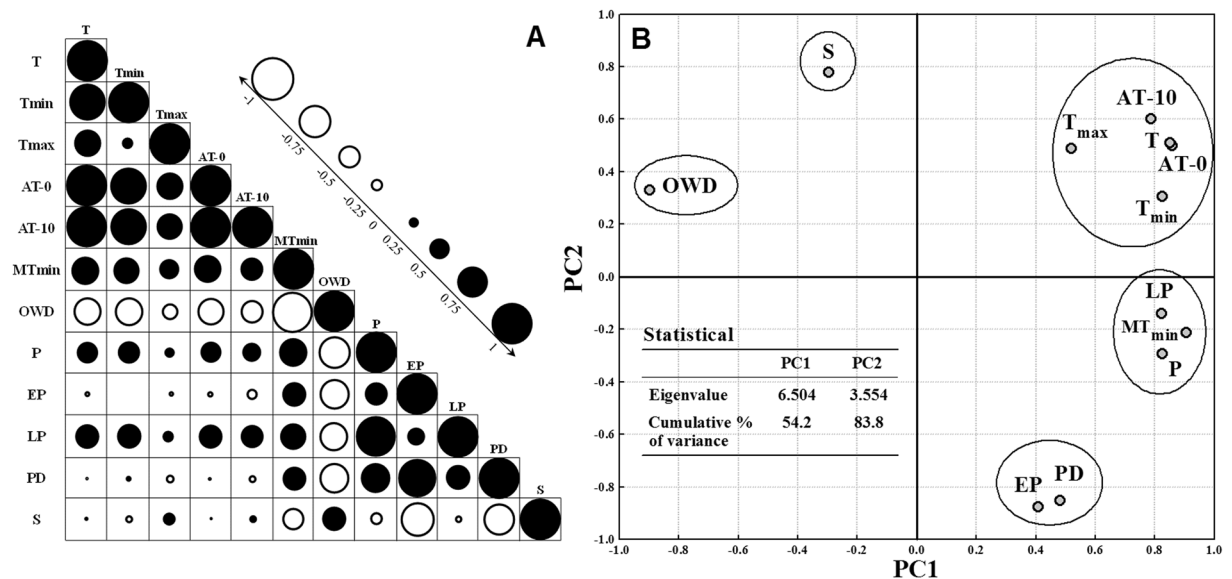 A
T
T
Tmin
Tmin
Tmax
Tmax
AT-0
AT-0
AT-10
AT-10
MTmin
MTmin
OWD
OWD
P
P
EP
EP
LP
LP
PD
PD
S
S
-1
-0.75
-0.5
-0.25
0
0.25
0.5
0.75
1
B
PC2
1.0
0.8
0.6
0.4
0.2
0.0
-0.2
-0.4
-0.6
-0.8
-1.0
S
OWD
AT-10
Tmax
T
AT-0
Tmin
LP
MTmin
P
EP PD
Statistical
PC1 PC2
Eigenvalue 6.504 3.554
Cumulative % 54.2 83.8
of variance
-1.0 -0.8 -0.6 -0.4 -0.2 0.0 0.2 0.4 0.6 0.8 1.0
PC1